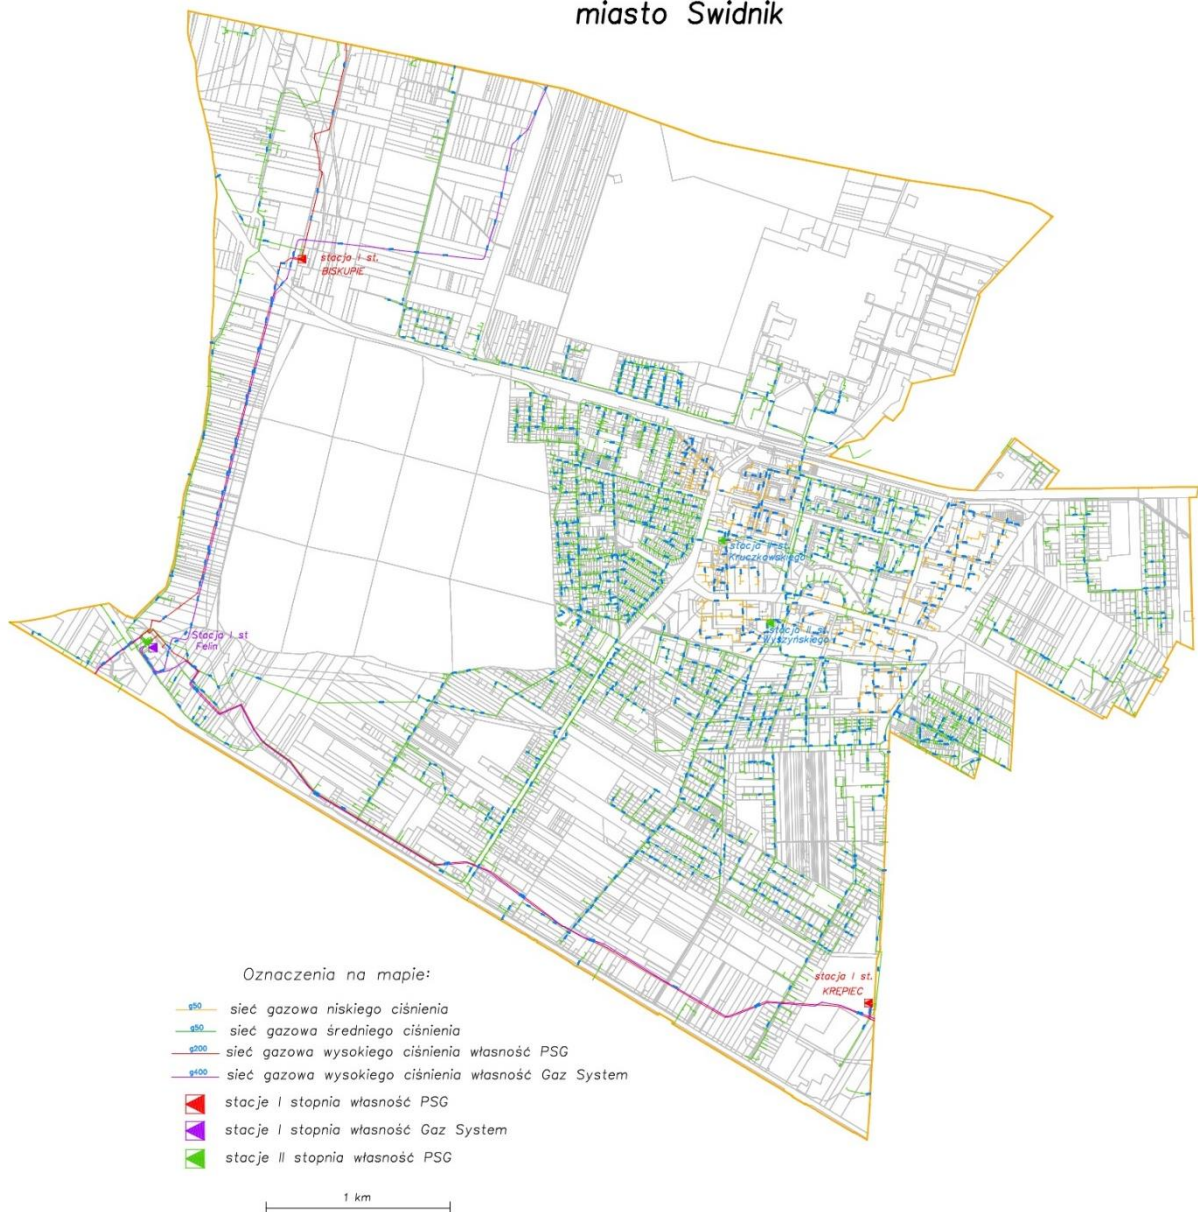 miasto Świdnik
stacja I st.
BISKUPIE
stacja II st.
Kruczkowskiego
stacja II st.
Wyszyńskiego
Stacja I st
Felin
stacja I st.
KRĘPIEC
Oznaczenia na mapie:
g50 sieć gazowa niskiego ciśnienia
g50 sieć gazowa średniego ciśnienia
g200 sieć gazowa wysokiego ciśnienia własność PSG
g400 sieć gazowa wysokiego ciśnienia własność Gaz System
stacje I stopnia własność PSG
stacje I stopnia własność Gaz System
stacje II stopnia własność PSG
1 km